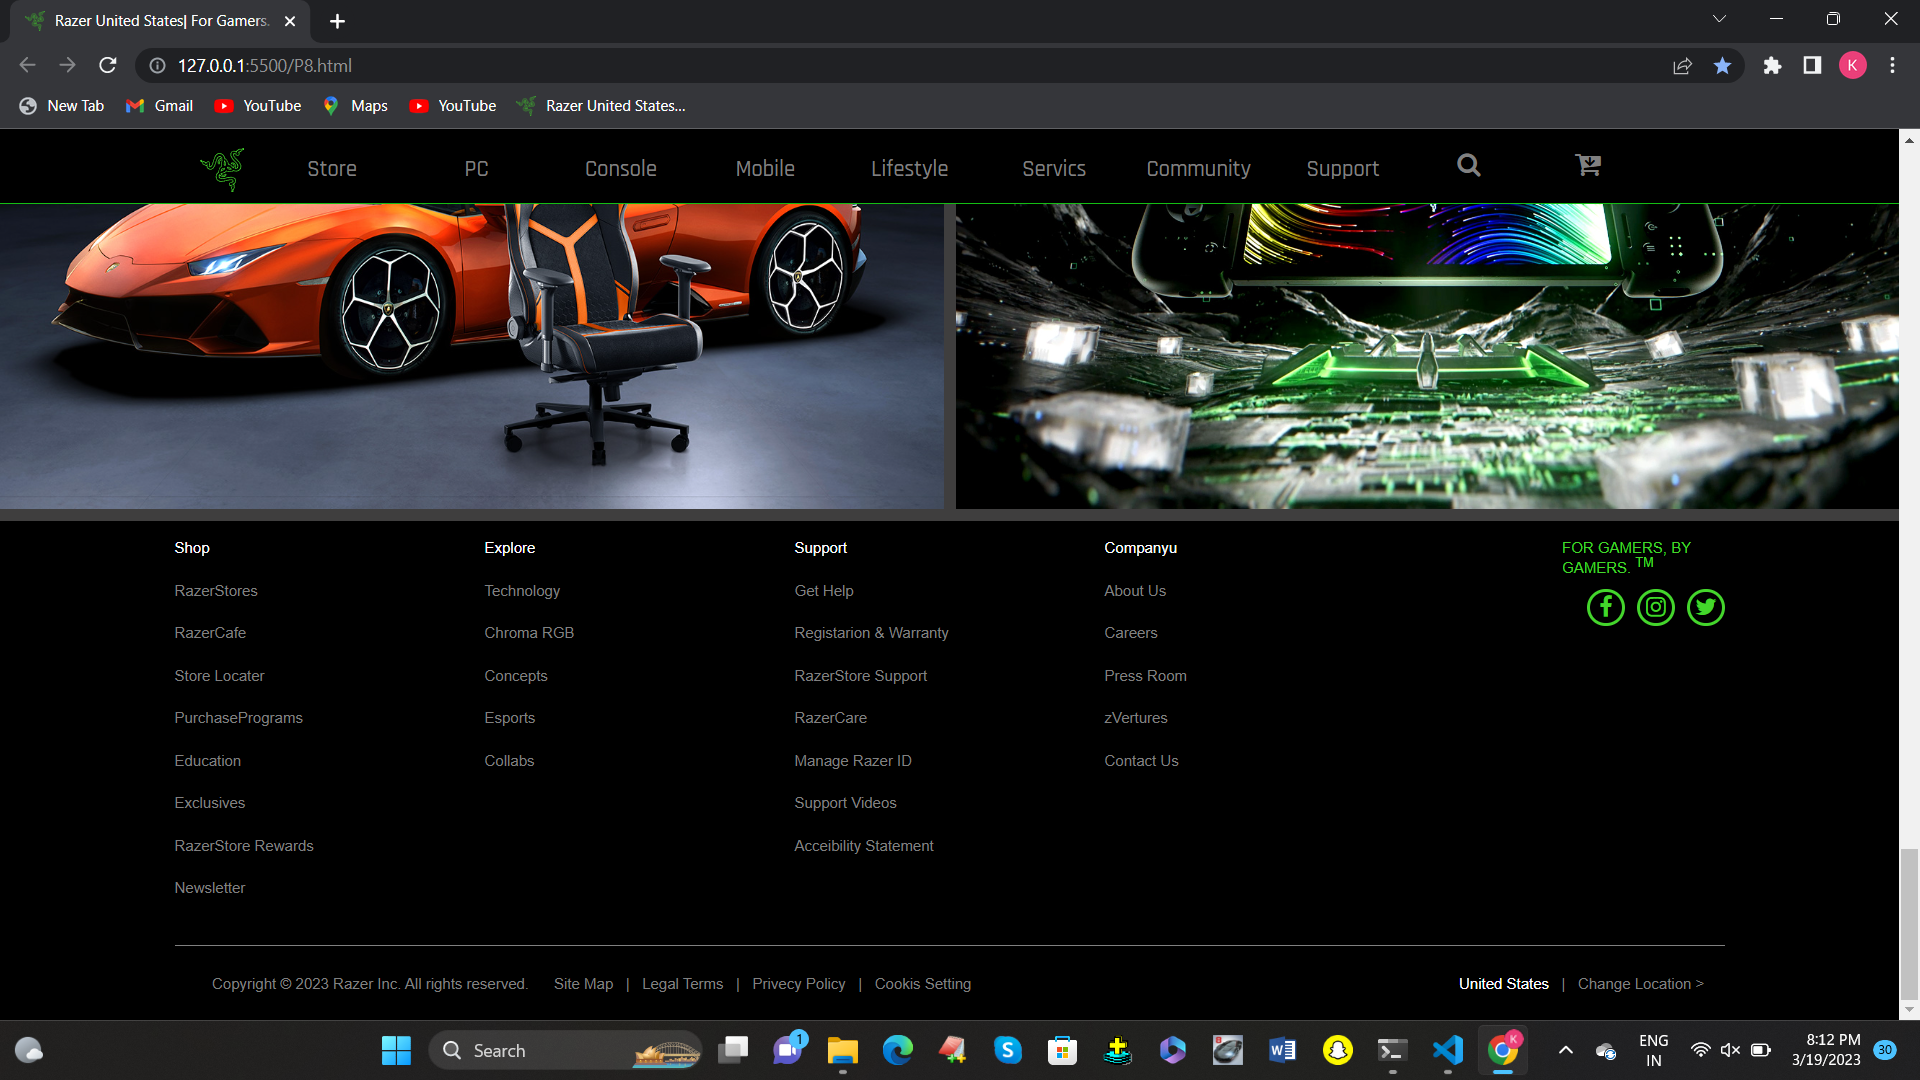 Razer United States| For Gamers.
127.0.0.1:5500/P8.html
K
New Tab
Gmail
YouTube
Maps
YouTube
Razer United States...
Store
PC
Console
Mobile
Lifestyle
Servics
Community
Support
Shop
RazerStores
RazerCafe
Store Locater
PurchasePrograms
Education
Exclusives
RazerStore Rewards
Newsletter
Explore
Technology
Chroma RGB
Concepts
Esports
Collabs
Support
Get Help
Registarion & Warranty
RazerStore Support
RazerCare
Manage Razer ID
Support Videos
Acceibility Statement
Companyu
About Us
Careers
Press Room
zVertures
Contact Us
FOR GAMERS, BY
GAMERS. TM
Copyright © 2023 Razer Inc. All rights reserved. Site Map | Legal Terms | Privecy Policy | Cookis Setting
United States | Change Location >
Search
1
K
ENG
IN
8:12 PM
3/19/2023
30